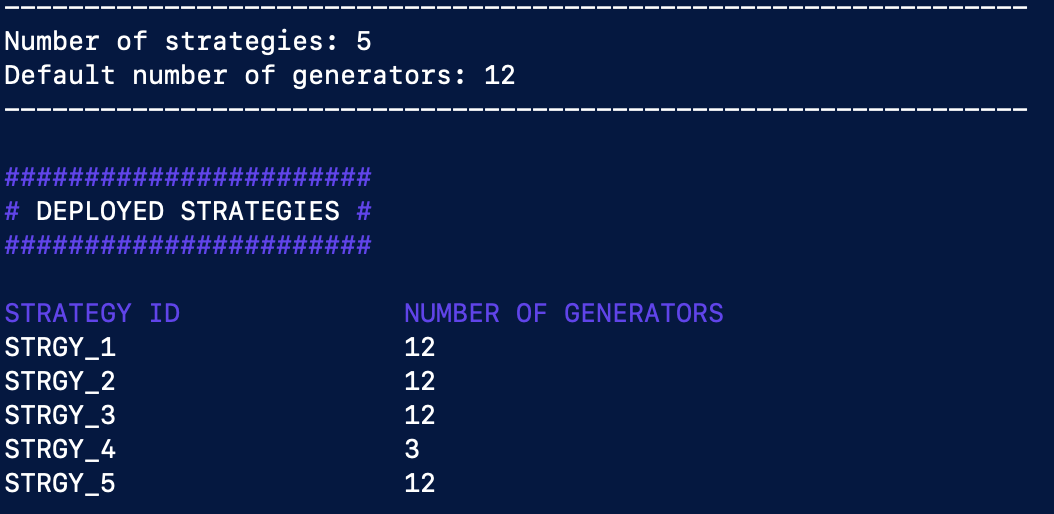 ----------------------------------------------------------------
Number of strategies: 5
Default number of generators: 12
----------------------------------------------------------------
#######################
# DEPLOYED STRATEGIES #
#######################
STRATEGY ID NUMBER OF GENERATORS
STRGY_1 12
STRGY_2 12
STRGY_3 12
STRGY_4 3
STRGY_5 12